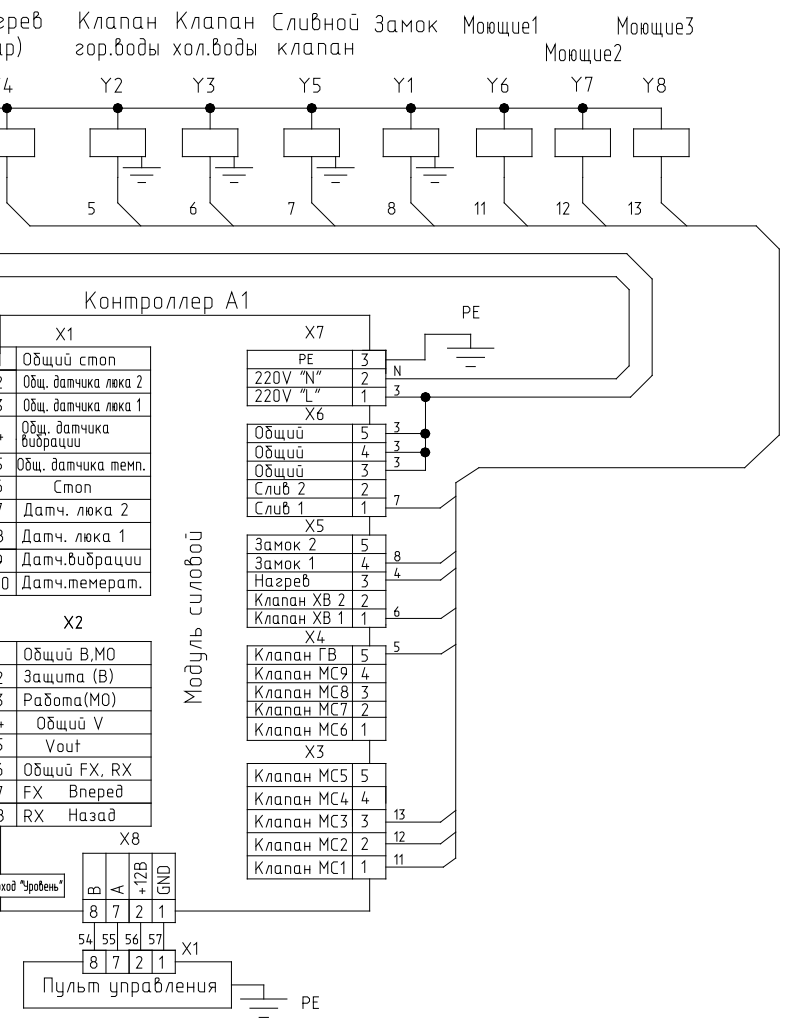 Клапан Клапан Сливной Замок Моющие1 Моющие3
гор.воды хол.воды клапан Моющие2
Y2 Y3 Y5 Y1 Y6 Y7 Y8
5 6 7 8 11 12 13
Контроллер А1
PE
X1
Общий стоп
Общ. датчика люка 2
Общ. датчика люка 1
Общ. датчика
вибрации
Общ. датчика темп.
Стоп
Датч. люка 2
Датч. люка 1
Датч.вибрации
Датч.темерат.
X2
Общий В,МО
Защита (В)
Работа(МО)
Общий V
Vout
Общий FX, RX
FX Вперед
RX Назад
Модуль силовой
X7
PE 3
220V "N" 2 N
220V "L" 1 3
X6
Общий 5 3
Общий 4 3
Общий 3 3
Слив 2 2
Слив 1 1 7
X5
Замок 2 5
Замок 1 4 8
Нагрев 3 4
Клапан ХВ 2 2
Клапан ХВ 1 1 6
X4
Клапан ГВ 5 5
Клапан МС9 4
Клапан МС8 3
Клапан МС7 2
Клапан МС6 1
X3
Клапан МС5 5
Клапан МС4 4
Клапан МС3 3 13
Клапан МС2 2 12
Клапан МС1 1 11
X8
B A +12В GND
"Уровень"
8 7 2 1
54 55 56 57
X1
8 7 2 1
Пульт управления
PE